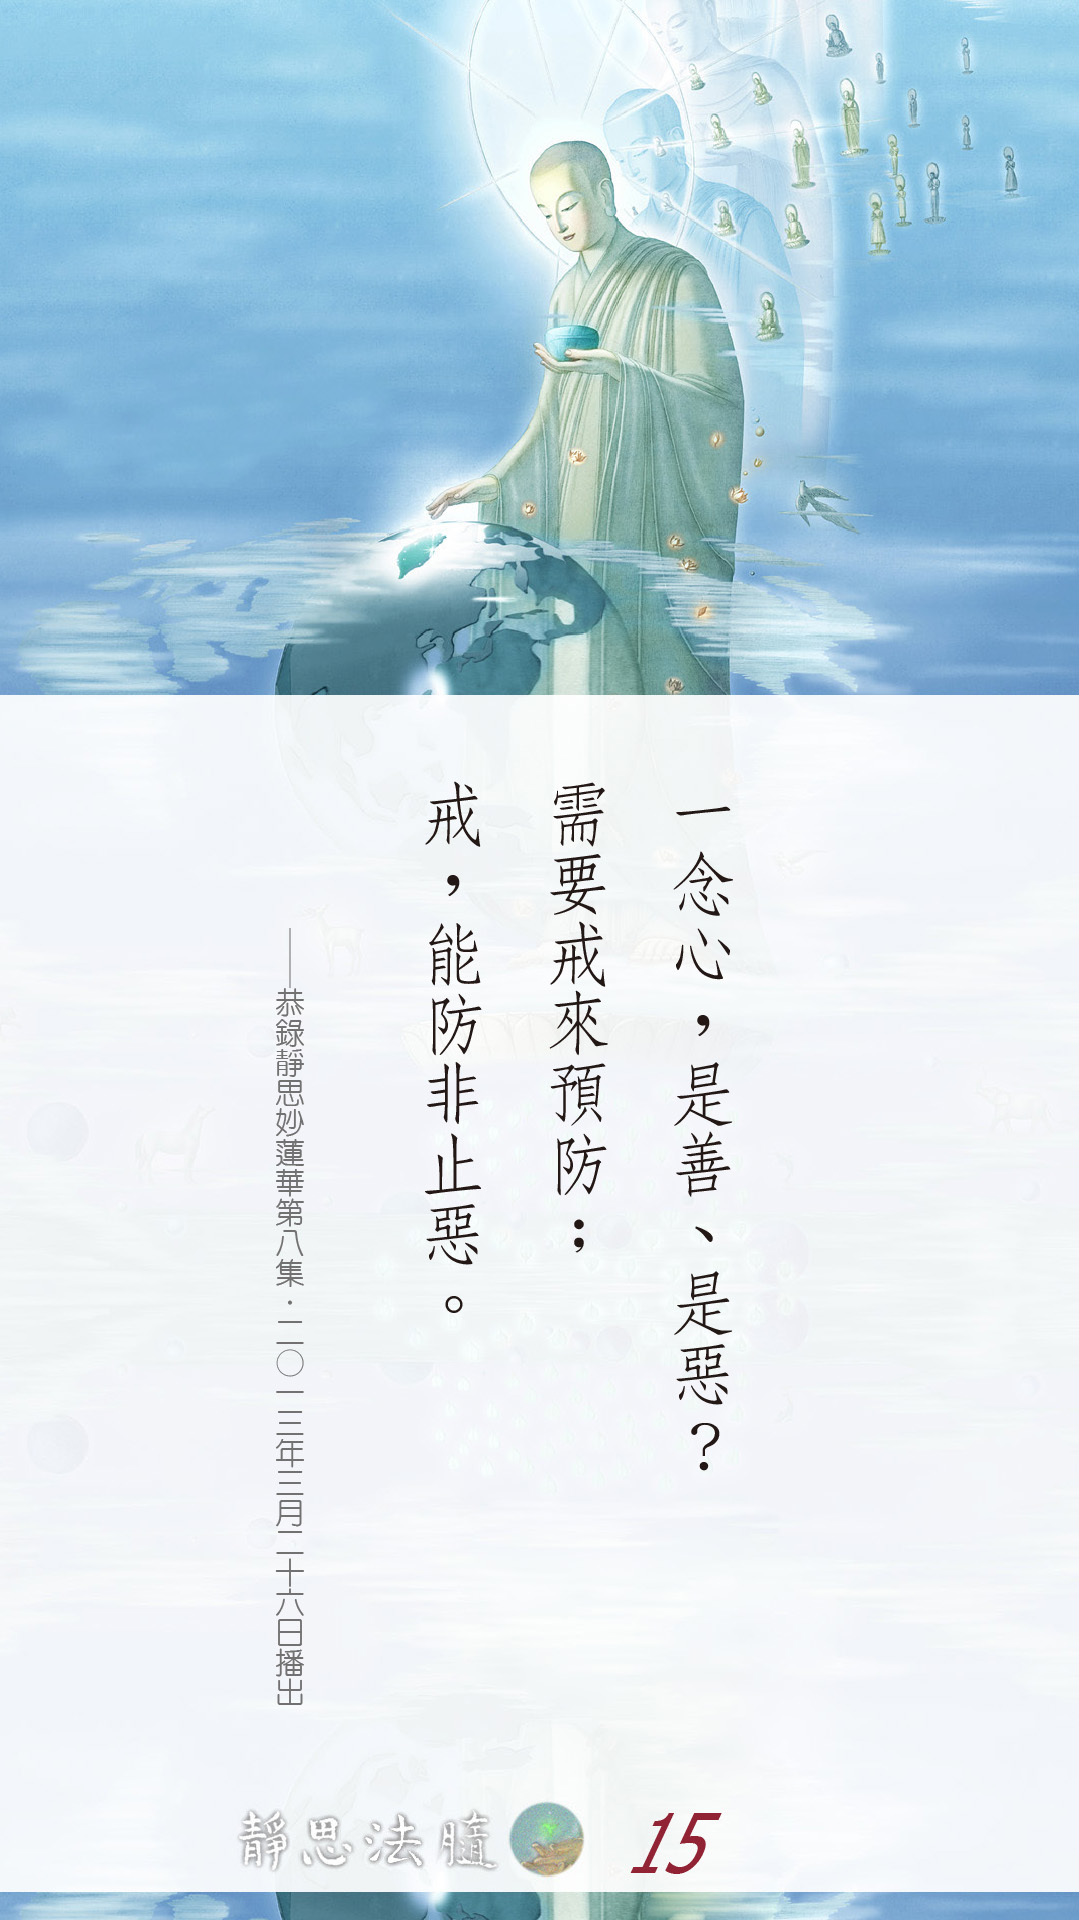 一念心，是善、是惡？
需要戒來預防；
戒，能防非止惡。
——恭錄靜思妙蓮華第八集．二〇一三年三月二十六日播出
靜思法髓
15